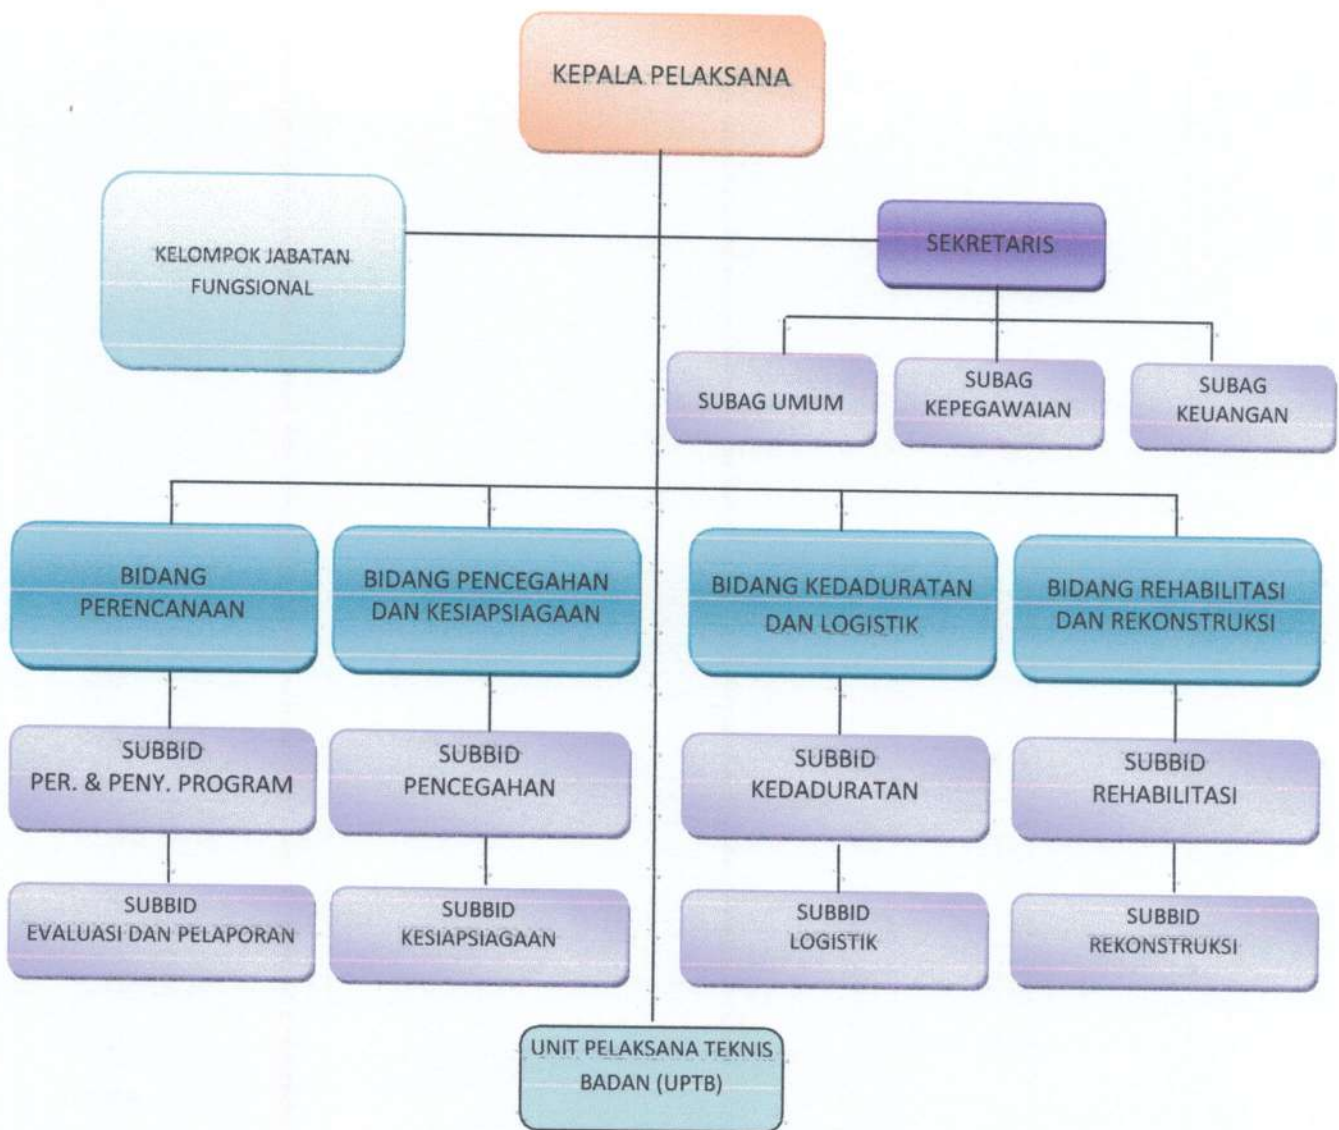 KEPALA PELAKSANA
KELOMPOK JABATAN
FUNGSIONAL
SEKRETARIS
SUBAG UMUM
SUBAG
KEPEGAWAIAN
SUBAG
KEUANGAN
BIDANG
PERENCANAAN
BIDANG PENCEGAHAN
DAN KESIAPSIAGAAN
BIDANG KEDADURATAN
DAN LOGISTIK
BIDANG REHABILITASI
DAN REKONSTRUKSI
SUBBID
PER. & PENY. PROGRAM
SUBBID
PENCEGAHAN
SUBBID
KEDADURATAN
SUBBID
REHABILITASI
SUBBID
EVALUASI DAN PELAPORAN
SUBBID
KESIAPSIAGAAN
SUBBID
LOGISTIK
SUBBID
REKONSTRUKSI
UNIT PELAKSANA TEKNIS
BADAN (UPTB)